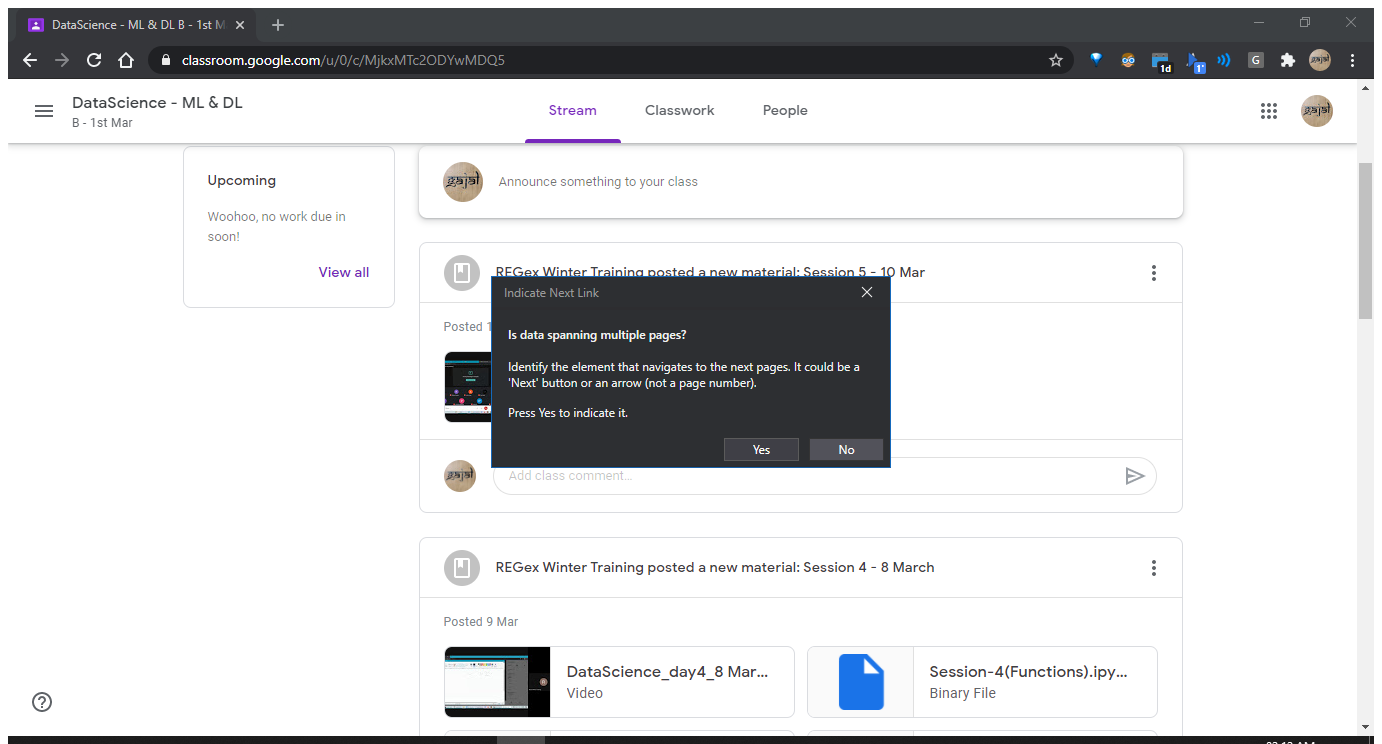 DataScience - ML & DL B - 1st M
classroom.google.com/u/0/c/MjkxMTc2ODYwMDQ5
1d
1'
G
gajal
DataScience - ML & DL
B - 1st Mar
Stream
Classwork
People
gajal
Upcoming
Woohoo, no work due in
soon!
View all
gajal
Announce something to your class
REGex Winter Training posted a new material: Session 5 - 10 Mar
Posted 1
Indicate Next Link
Is data spanning multiple pages?
Identify the element that navigates to the next pages. It could be a
'Next' button or an arrow (not a page number).
Press Yes to indicate it.
Yes
No
gajal
Add class comment...
REGex Winter Training posted a new material: Session 4 - 8 March
Posted 9 Mar
DataScience_day4_8 Mar...
Video
Session-4(Functions).ipy...
Binary File